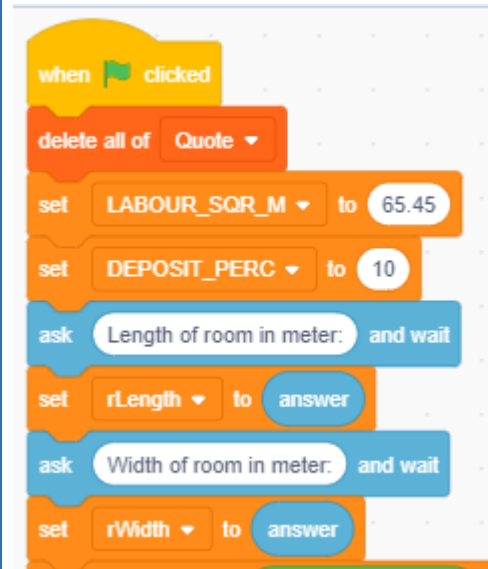 when clicked
delete all of Quote
set LABOUR_SQR_M to 65.45
set DEPOSIT_PERC to 10
ask Length of room in meter: and wait
set rLength to answer
ask Width of room in meter: and wait
set rWidth to answer